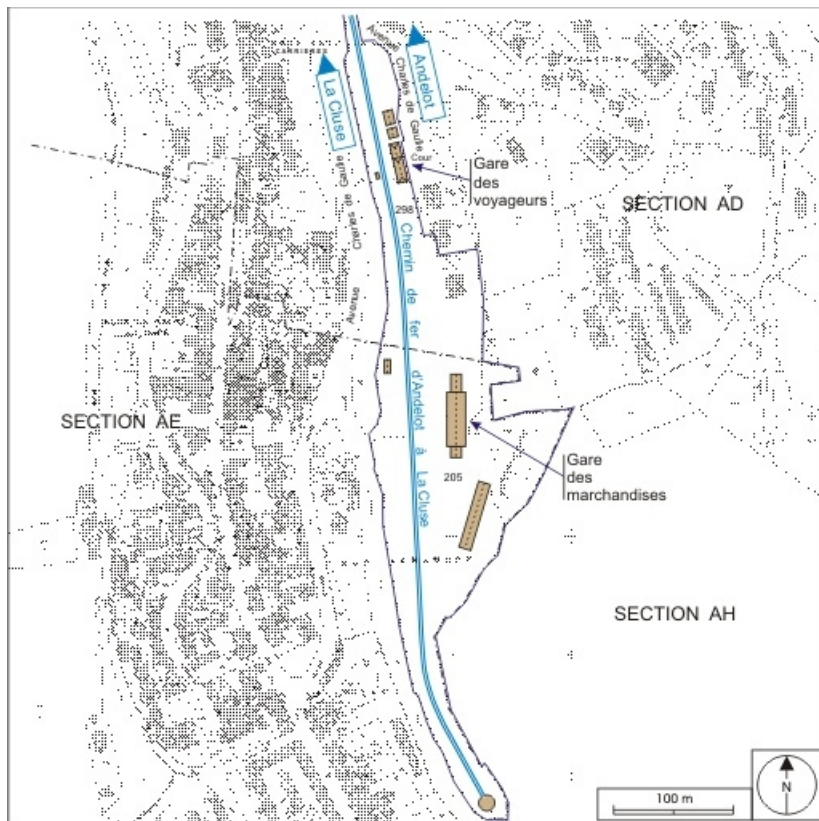 Avenue Charles de Gaulle
Andelot
La Cluse
Cour
Gare
des
voyageurs
298
SECTION AD
Avenue Charles de Gaulle
Chemin de fer d'Andelot à La Cluse
SECTION AE
Gare
des
marchandises
205
SECTION AH
100 m
N